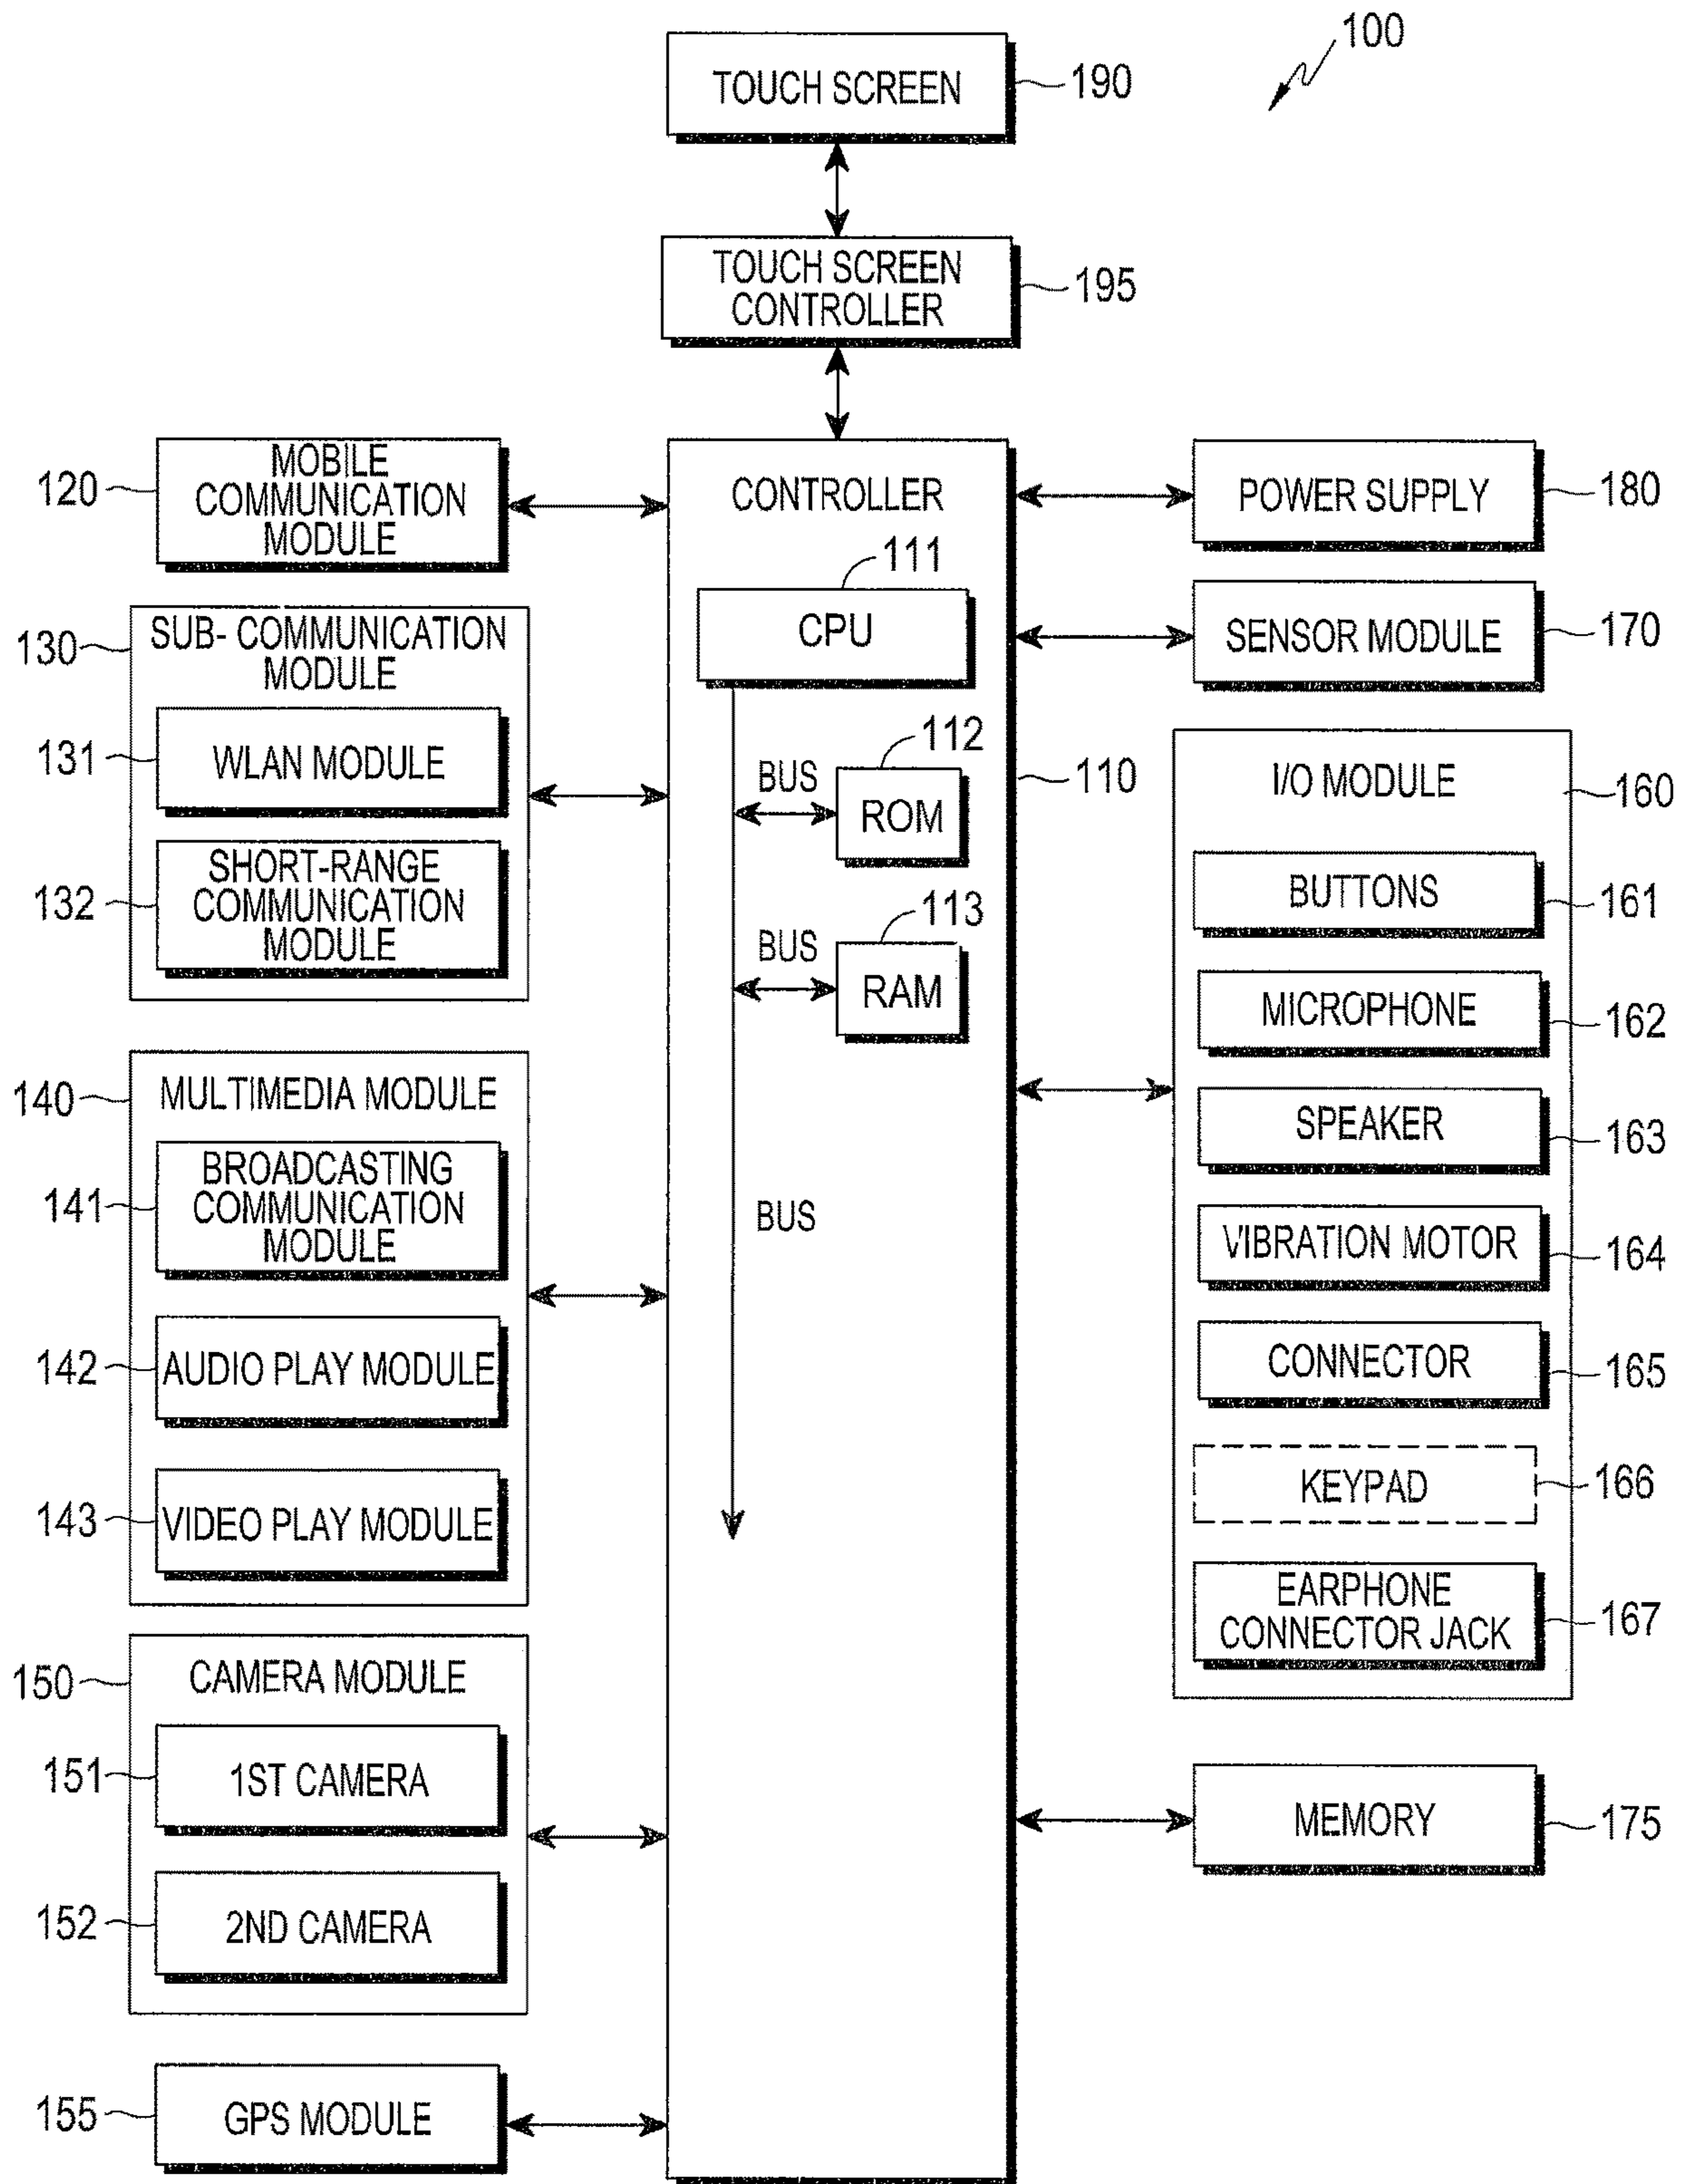 100
TOUCH SCREEN
190
TOUCH SCREEN
CONTROLLER
195
120
MOBILE
COMMUNICATION
MODULE
130
SUB- COMMUNICATION
MODULE
131
WLAN MODULE
132
SHORT-RANGE
COMMUNICATION
MODULE
140
MULTIMEDIA MODULE
141
BROADCASTING
COMMUNICATION
MODULE
142
AUDIO PLAY MODULE
143
VIDEO PLAY MODULE
150
CAMERA MODULE
151
1ST CAMERA
152
2ND CAMERA
155
GPS MODULE
CONTROLLER
111
CPU
112
BUS
ROM
110
113
BUS
RAM
BUS
POWER SUPPLY
180
SENSOR MODULE
170
I/O MODULE
160
BUTTONS
161
MICROPHONE
162
SPEAKER
163
VIBRATION MOTOR
164
CONNECTOR
165
KEYPAD
166
EARPHONE
CONNECTOR JACK
167
MEMORY
175